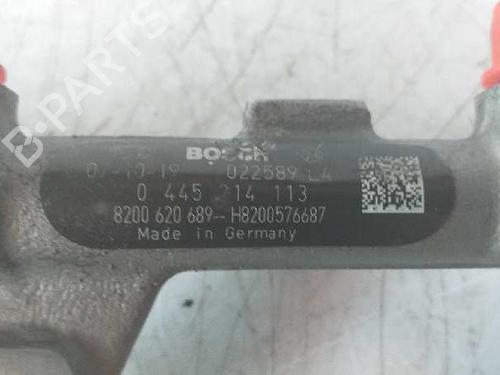 BOSCH
07-10-19 022589 L4
0 445 214 113
8200 620 689--H8200576687
Made in Germany
B-PARTS